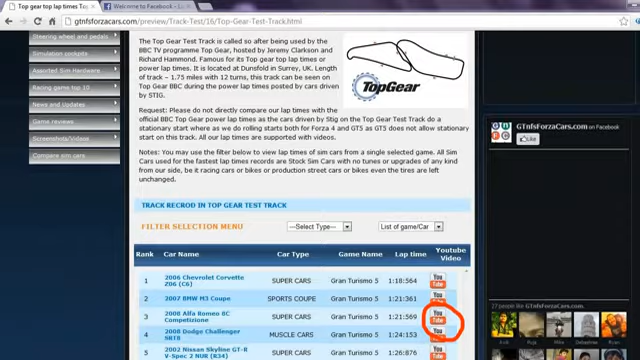 Top gear top lap times To
Welcome to Facebook - Lo
gtnfsforzacars.com/preview/Track-Test/16/Top-Gear-Test-Track.html
Steering wheel and pedals
Simulation cockpits
Assorted Sim Hardware
Racing game top 10
News and Updates
Game reviews
Screenshots/Videos
Compare sim cars
The Top Gear Test Track is called so after being used by the
BBC TV programme Top Gear, hosted by Jeremy Clarkson and
Richard Hammond. Famous for its Top gear top lap times or
power lap times. It is located at Dunsfold in Surrey, UK. Length
of track - 1.75 miles with 12 turns, this track can be seen on
Top Gear BBC during the power lap times posted by cars driven
by STIG.
TopGear
Request: Please do not directly compare our lap times with the
official BBC Top Gear power lap times as the cars driven by Stig on the Top Gear Track do a
stationary start where as we do rolling starts both for Forza 4 and GT5 as GT5 does not allow stationary
start on this track. All our lap times are supported with videos.
Notes: You may use the filter below to view lap times of sim cars from a single selected game. All Sim
Cars used for the fastest lap times records are Stock Sim Cars with no tunes or upgrades of any kind
from our side, be it racing cars or bikes or production street cars or bikes even the tires are left
unchanged.
TRACK RECROD IN TOP GEAR TEST TRACK
FILTER SELECTION MENU
---Select Type---
List of game/Car
Rank Car Name Car Type Game Name Lap time Youtube Video
1 2006 Chevrolet Corvette Z06 (C6) SUPER CARS Gran Turismo 5 1:18:564 You Tube
2 2007 BMW M3 Coupe SPORTS COUPE Gran Turismo 5 1:21:361 You Tube
3 2008 Alfa Romeo 8C Competizione SUPER CARS Gran Turismo 5 1:21:569 You Tube
4 2008 Dodge Challenger SRT8 MUSCLE CARS Gran Turismo 5 1:24:153 You Tube
5 2002 Nissan Skyline GT-R V-Spec 2 NUR (R34) SUPER CARS Gran Turismo 5 1:26:876 You
GTnfsForzaCars.com on Facebook
Like
27 people like GTnfsForzaCars.com